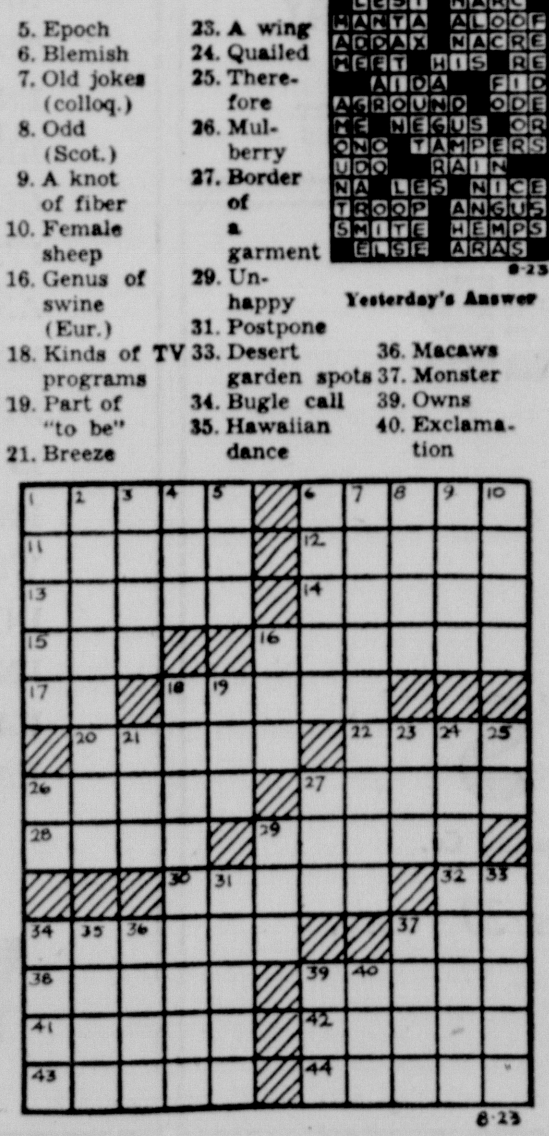 5. Epoch
6. Blemish
7. Old jokes
(colloq.)
8. Odd
(Scot.)
9. A knot
of fiber
10. Female
sheep
16. Genus of
swine
(Eur.)
18. Kinds of TV
programs
19. Part of
"to be"
21. Breeze
23. A wing
24. Quailed
25. There-
fore
26. Mul-
berry
27. Border
of
a
garment
29. Un-
happy
31. Postpone
33. Desert
garden spots
34. Bugle call
35. Hawaiian
dance
36. Macaws
37. Monster
39. Owns
40. Exclama-
tion
MANTA ALOOF
ADDAX NACRE
MEET HIS RE
AIDA FID
AGROUND ODE
ME NEGUS OR
ONO TAMPERS
UDO RAIN
NA LES NICE
TROOP ANGUS
SMITE HEMPS
ELSE ARAS
8-23
Yesterday's Answer
1 2 3 4 5 6 7 8 9 10
11 12
13 14
15 16
17 18 19
20 21 22 23 24 25
26 27
28 29
30 31 32 33
34 35 36 37
38 39 40
41 42
43 44
8-23